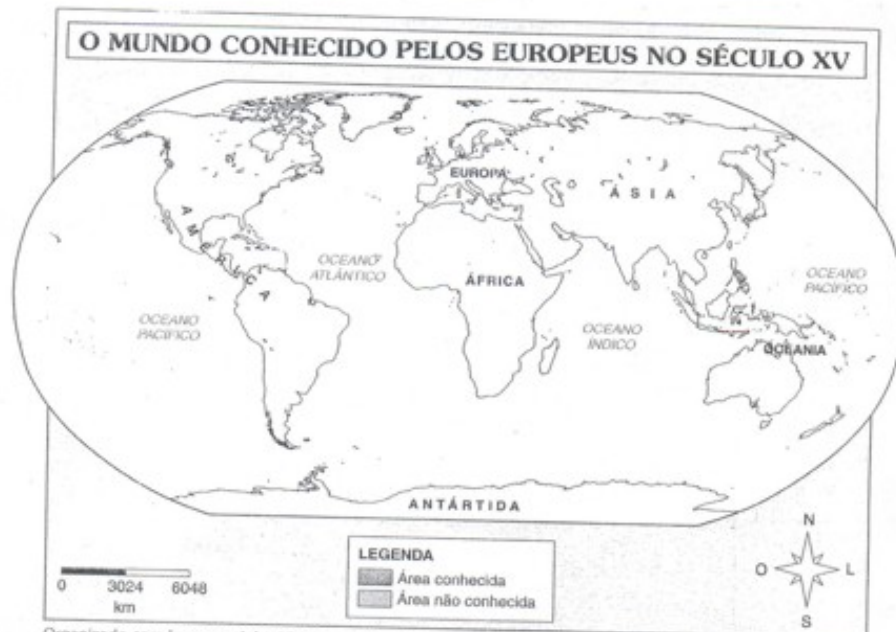 O MUNDO CONHECIDO PELOS EUROPEUS NO SÉCULO XV
EUROPA
ÁSIA
AMÉRICA
OCEANO
ATLÂNTICO
ÁFRICA
OCEANO
PACÍFICO
OCEANO
PACÍFICO
OCEANO
ÍNDICO
OCEANIA
ANTÁRTIDA
LEGENDA
Área conhecida
Área não conhecida
0 3024 6048
km
N
O L
S